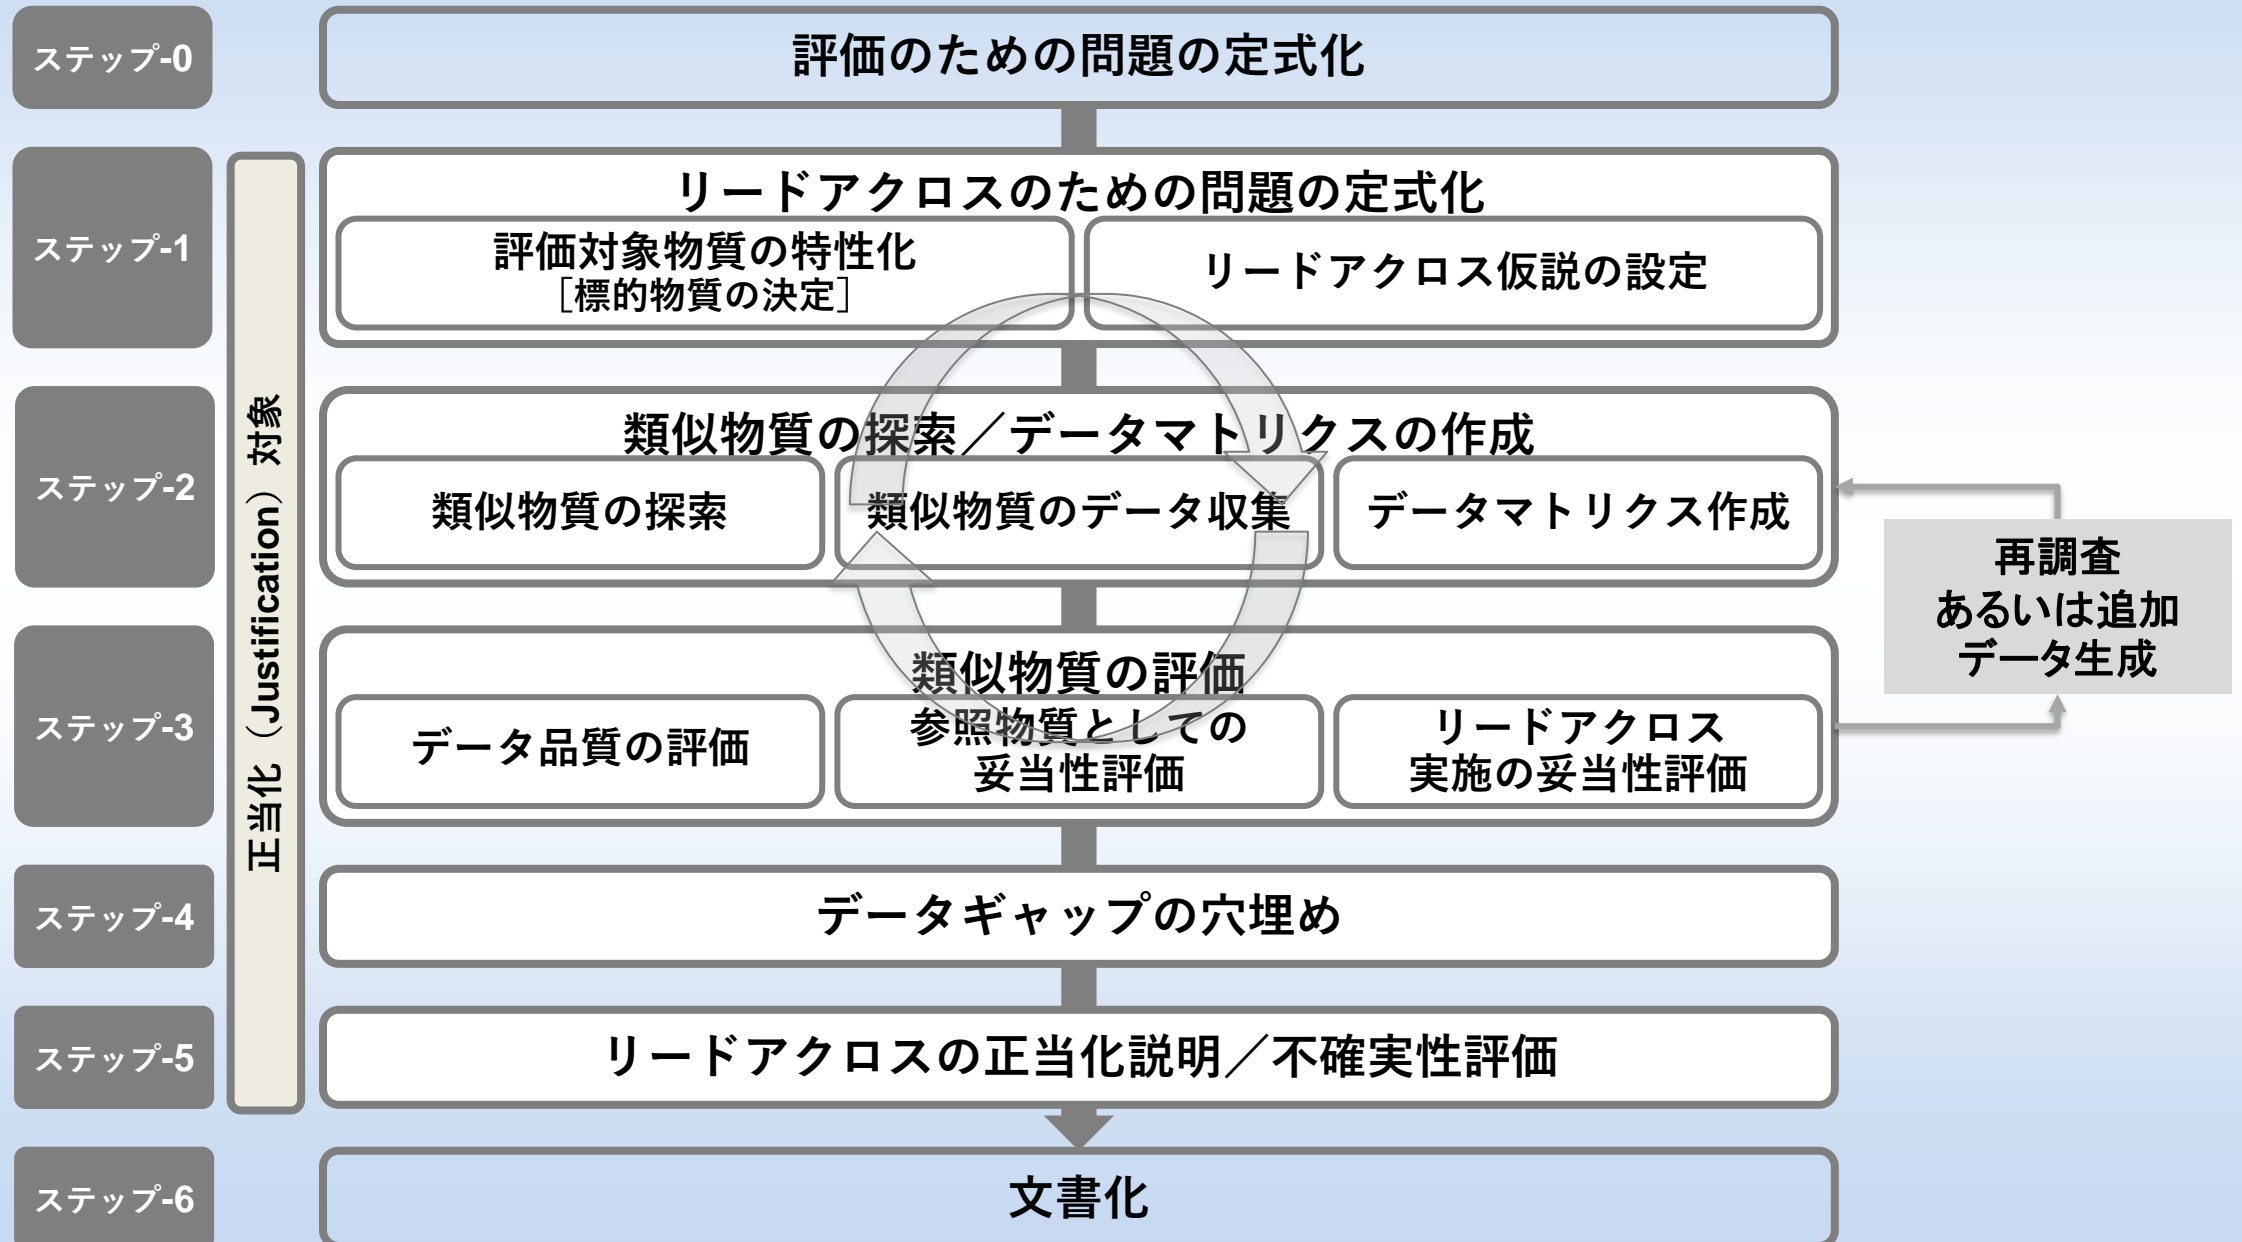 ステップ-0
評価のための問題の定式化
ステップ-1
正当化（Justification）対象
リードアクロスのための問題の定式化
評価対象物質の特性化
［標的物質の決定］
リードアクロス仮説の設定
ステップ-2
類似物質の探索／データマトリクスの作成
類似物質の探索
類似物質のデータ収集
データマトリクス作成
再調査
あるいは追加
データ生成
ステップ-3
類似物質の評価
データ品質の評価
参照物質としての
妥当性評価
リードアクロス
実施の妥当性評価
ステップ-4
データギャップの穴埋め
ステップ-5
リードアクロスの正当化説明／不確実性評価
ステップ-6
文書化